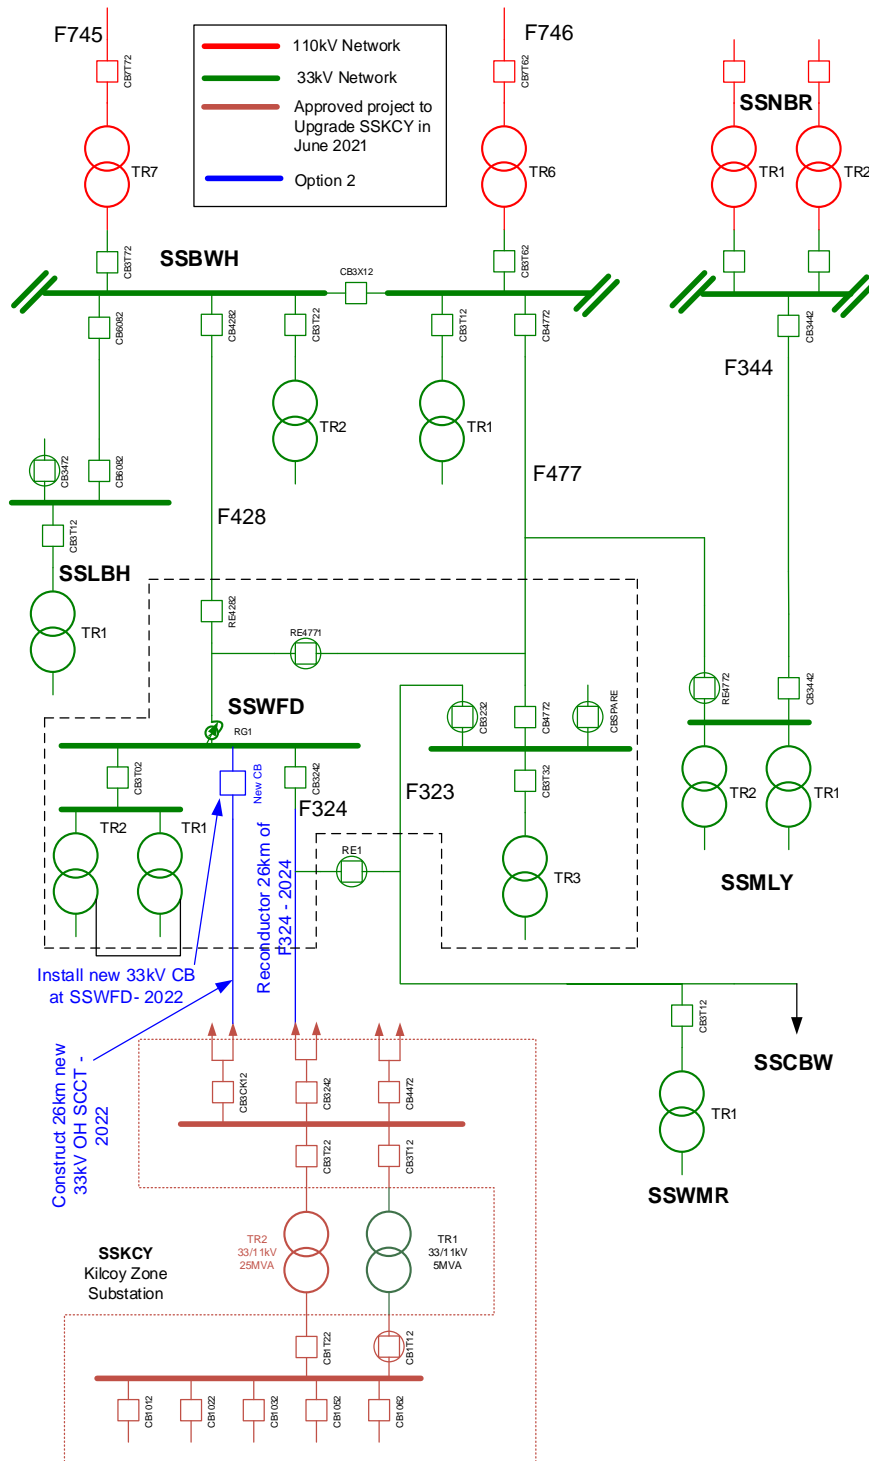 F745
F746
110kV Network
33kV Network
Approved project to
Upgrade SSKCY in
June 2021
Option 2
CB7T72
CB7T62
SSNBR
TR7
TR6
TR1
TR2
CB3T72
SSBWH
CB3T62
CB3X12
CB6082
CB4282
CB3T22
CB3T12
CB4772
CB3442
F344
TR2
TR1
F477
CB3472
CB6082
F428
CB3T12
SSLBH
TR1
RE4282
RE4771
SSWFD
RG1
CB3232
CB4772
CBSPARE
RE4772
CB3442
CB3T02
New CB
CB3242
F324
F323
CB3T32
TR2
TR1
TR2
TR1
RE1
TR3
SSMLY
Reconductor 26km of
F324 - 2024
Install new 33kV CB
at SSWFD- 2022
Construct 26km new
33kV OH SCCT -
2022
CB3T12
SSCBW
CB3CK12
CB3242
CB4472
TR1
CB3T22
CB3T12
SSWMR
SSKCY
Kilcoy Zone
Substation
TR2
33/11kV
25MVA
TR1
33/11kV
5MVA
CB1T22
CB1T12
CB1012
CB1022
CB1032
CB1052
CB1062